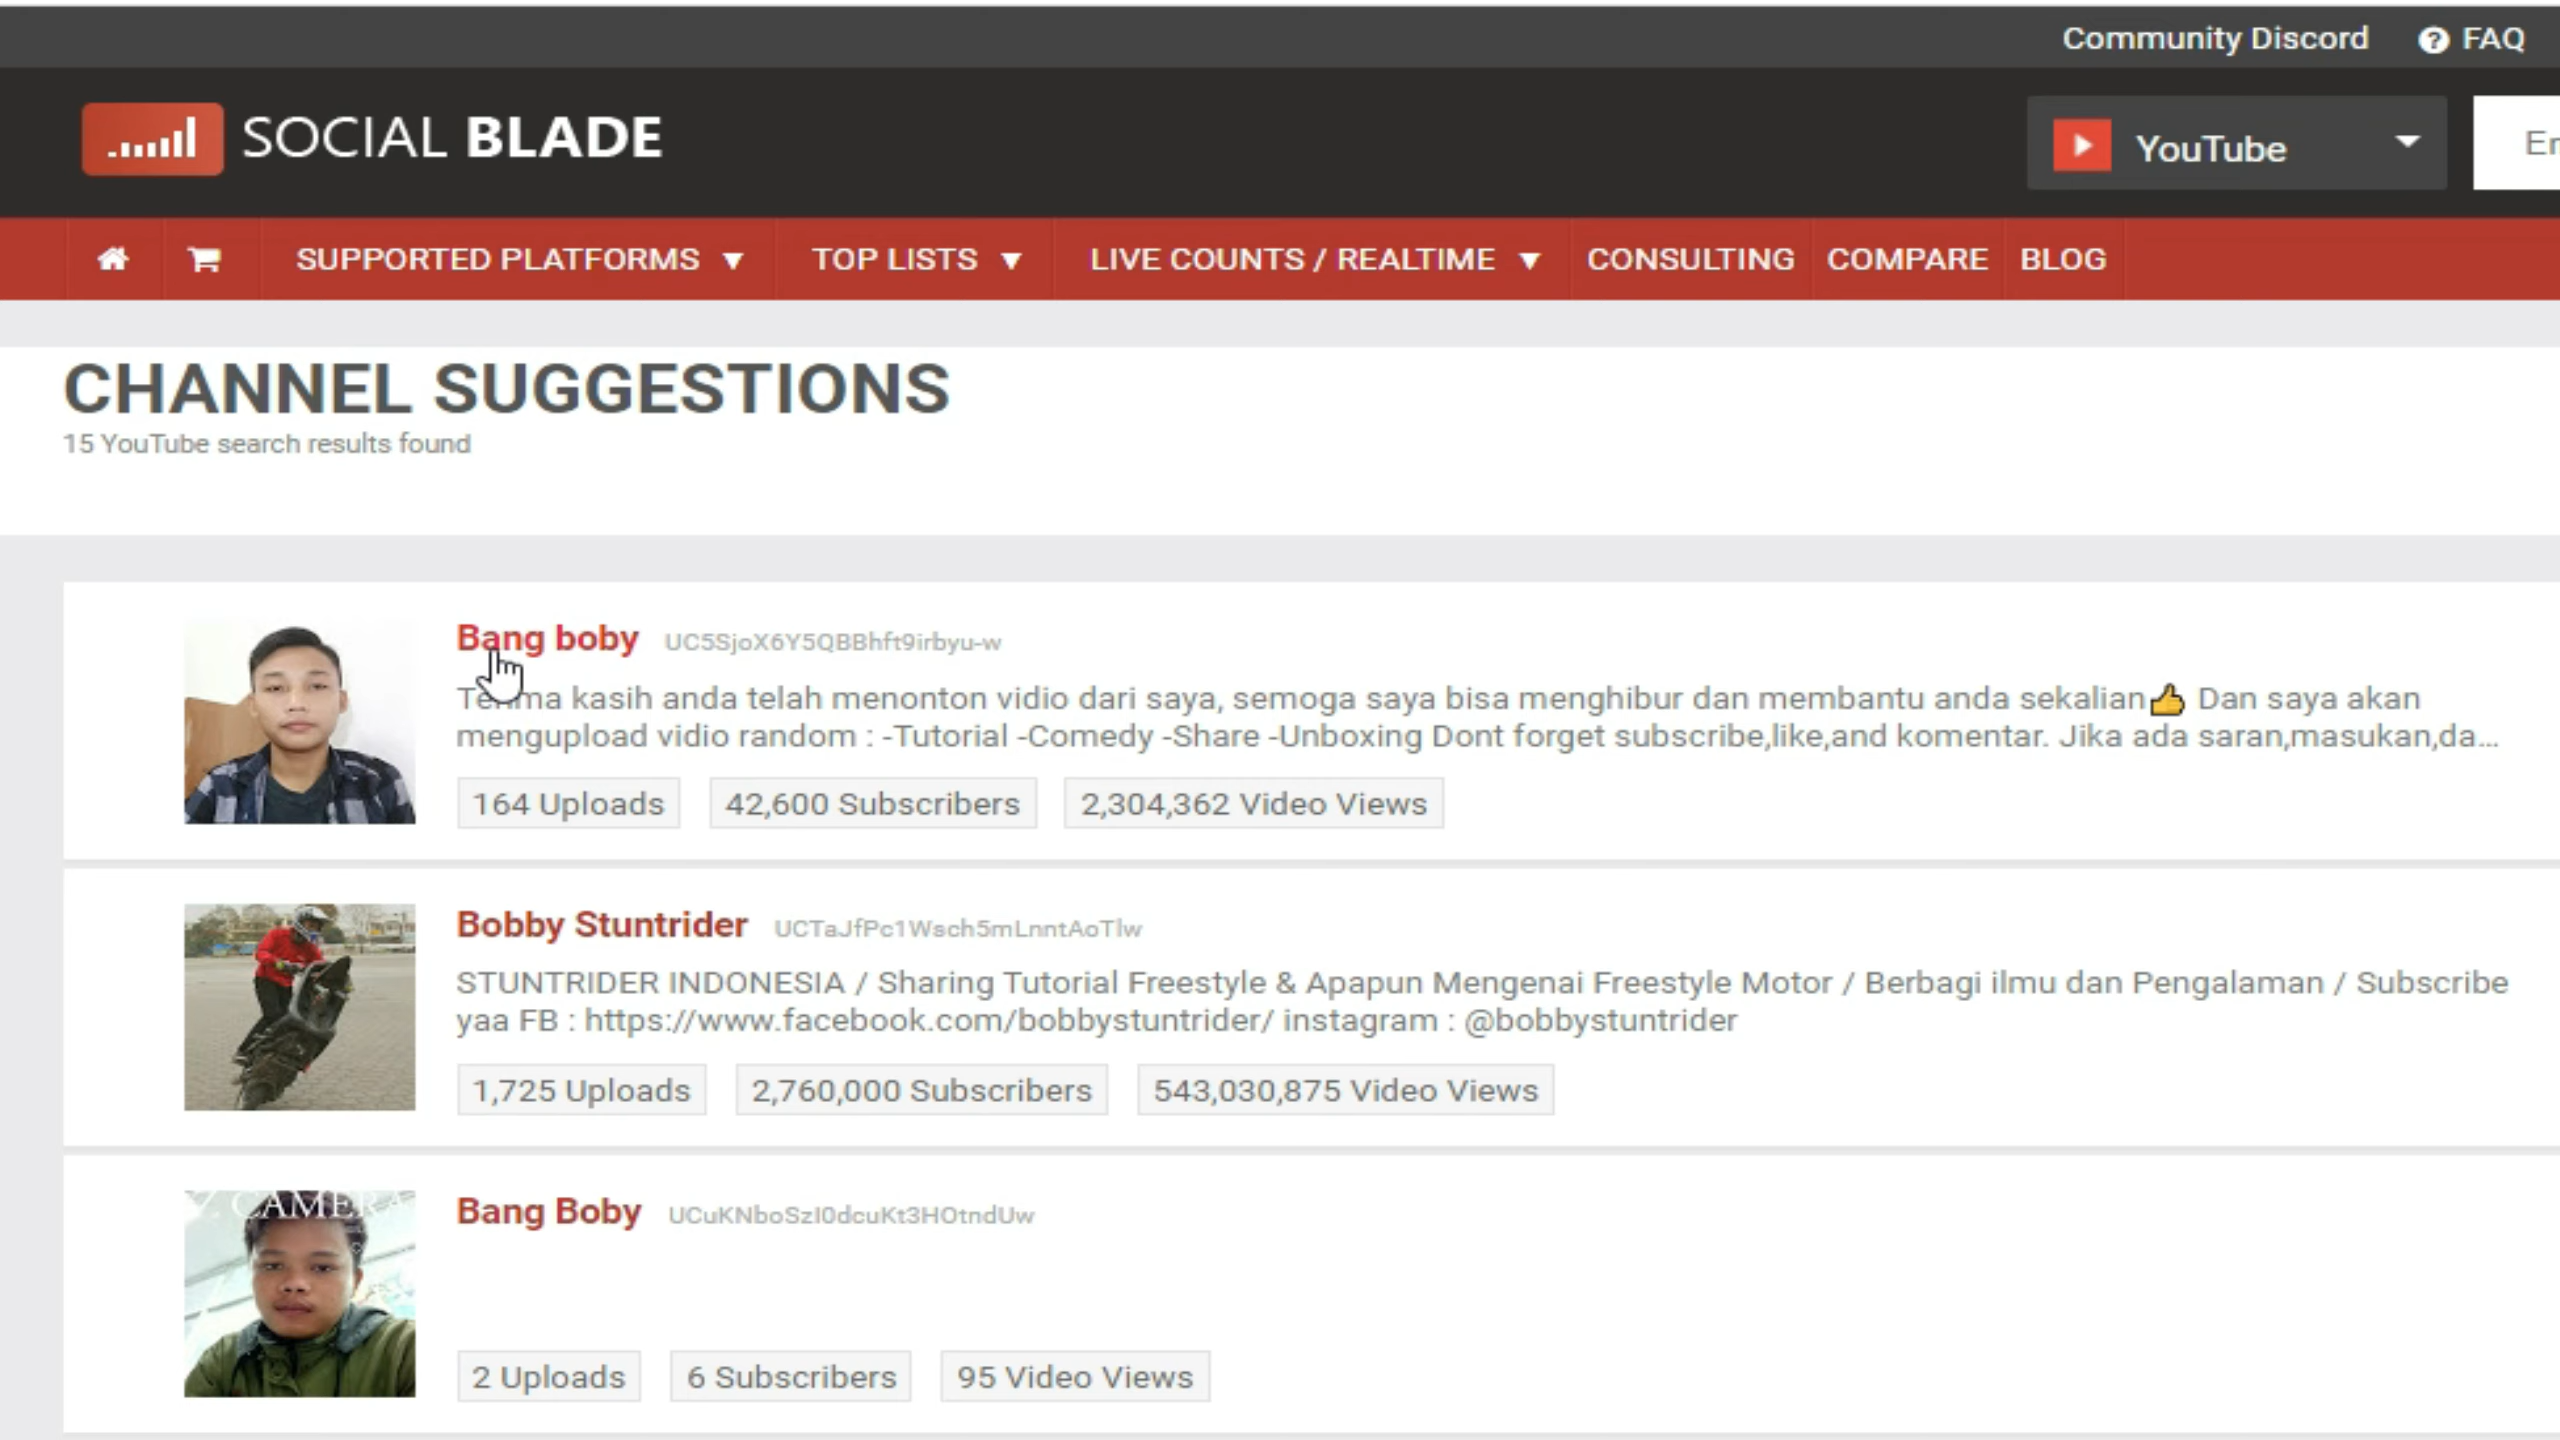 Community Discord FAQ
SOCIAL BLADE
YouTube
SUPPORTED PLATFORMS TOP LISTS LIVE COUNTS / REALTIME CONSULTING COMPARE BLOG
CHANNEL SUGGESTIONS
15 YouTube search results found
Bang boby UC5SjoX6Y5QBBhft9irbyu-w
kasih anda telah menonton vidio dari saya, semoga saya bisa menghibur dan membantu anda sekalian👍 Dan saya akan
mengupload vidio random : -Tutorial -Comedy -Share -Unboxing Dont forget subscribe,like,and komentar. Jika ada saran,masukan,da...
164 Uploads 42,600 Subscribers 2,304,362 Video Views
Bobby Stuntrider UCTaJfPc1Wsch5mLnntAoTlw
STUNTRIDER INDONESIA / Sharing Tutorial Freestyle & Apapun Mengenai Freestyle Motor / Berbagi ilmu dan Pengalaman / Subscribe
yaa FB : https://www.facebook.com/bobbystuntrider/ instagram : @bobbystuntrider
1,725 Uploads 2,760,000 Subscribers 543,030,875 Video Views
CAMERA
Bang Boby UCuKNboSzI0dcuKt3HOtndUw
2 Uploads 6 Subscribers 95 Video Views